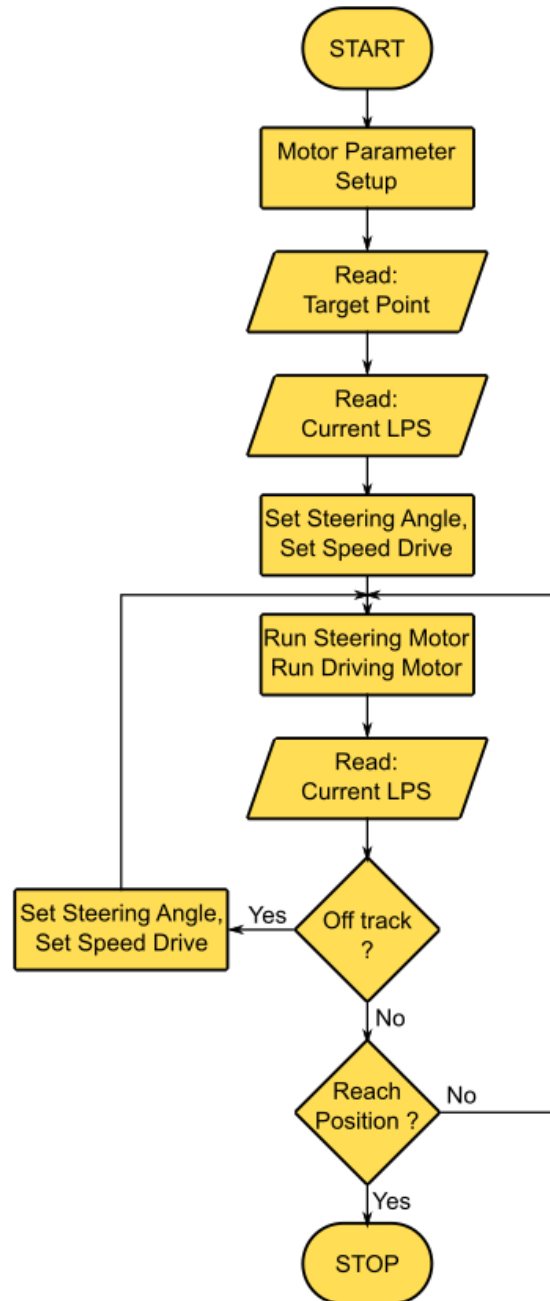 START
Motor Parameter
Setup
Read:
Target Point
Read:
Current LPS
Set Steering Angle,
Set Speed Drive
Run Steering Motor
Run Driving Motor
Read:
Current LPS
Off track
?
Yes
Set Steering Angle,
Set Speed Drive
No
Reach
Position ?
No
Yes
STOP